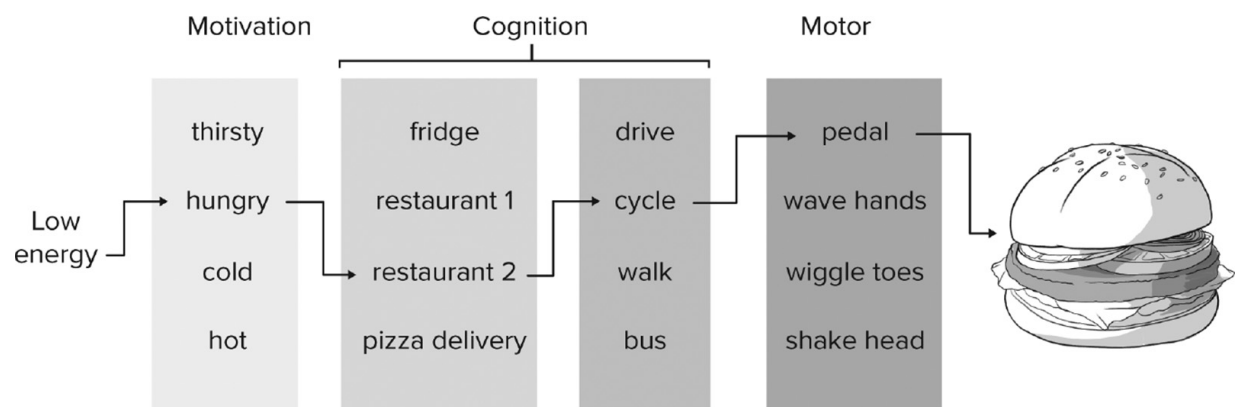 Motivation
Cognition
Motor
Low
energy
thirsty
hungry
cold
hot
fridge
restaurant 1
restaurant 2
pizza delivery
drive
cycle
walk
bus
pedal
wave hands
wiggle toes
shake head